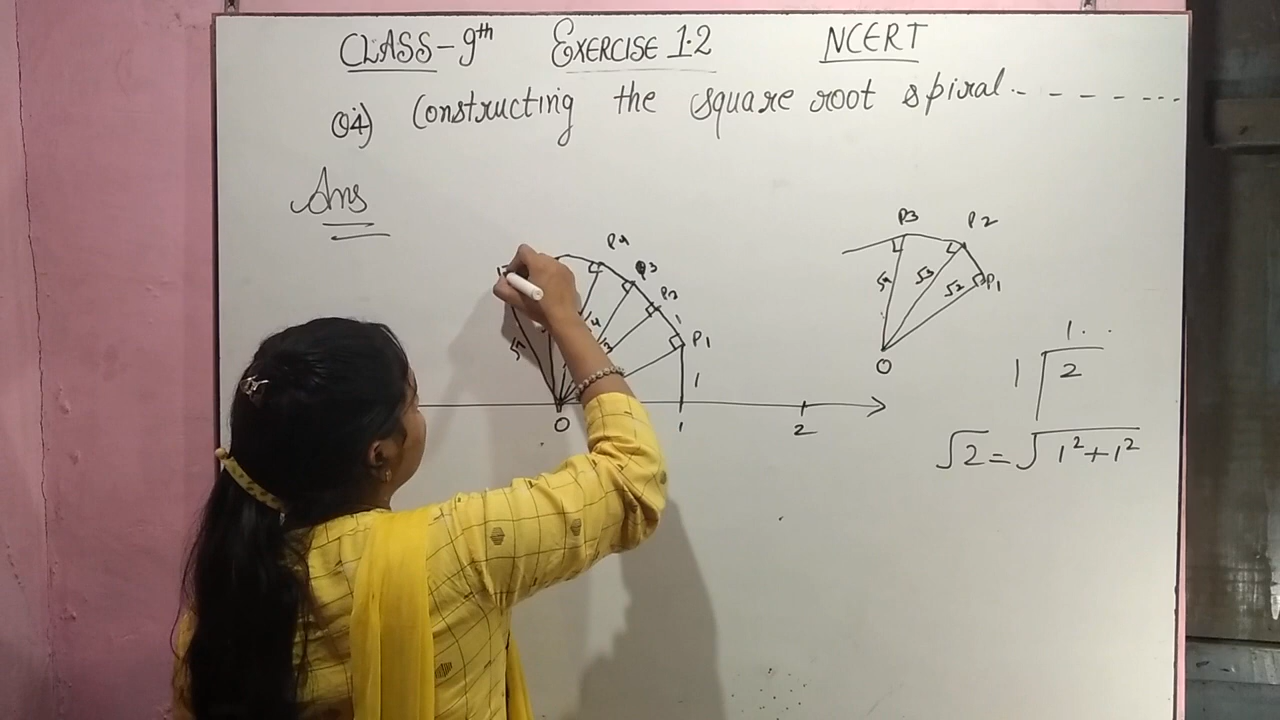 CLASS-9th EXERCISE 1.2 NCERT
Q4) Constructing the square root spiral.- - - - - ...
Ans
P4
P3
P2
P1
1
O 1 2
P3 P2
√4 √3 √2 P1
O
1..
1 2
√2 = √1²+1²